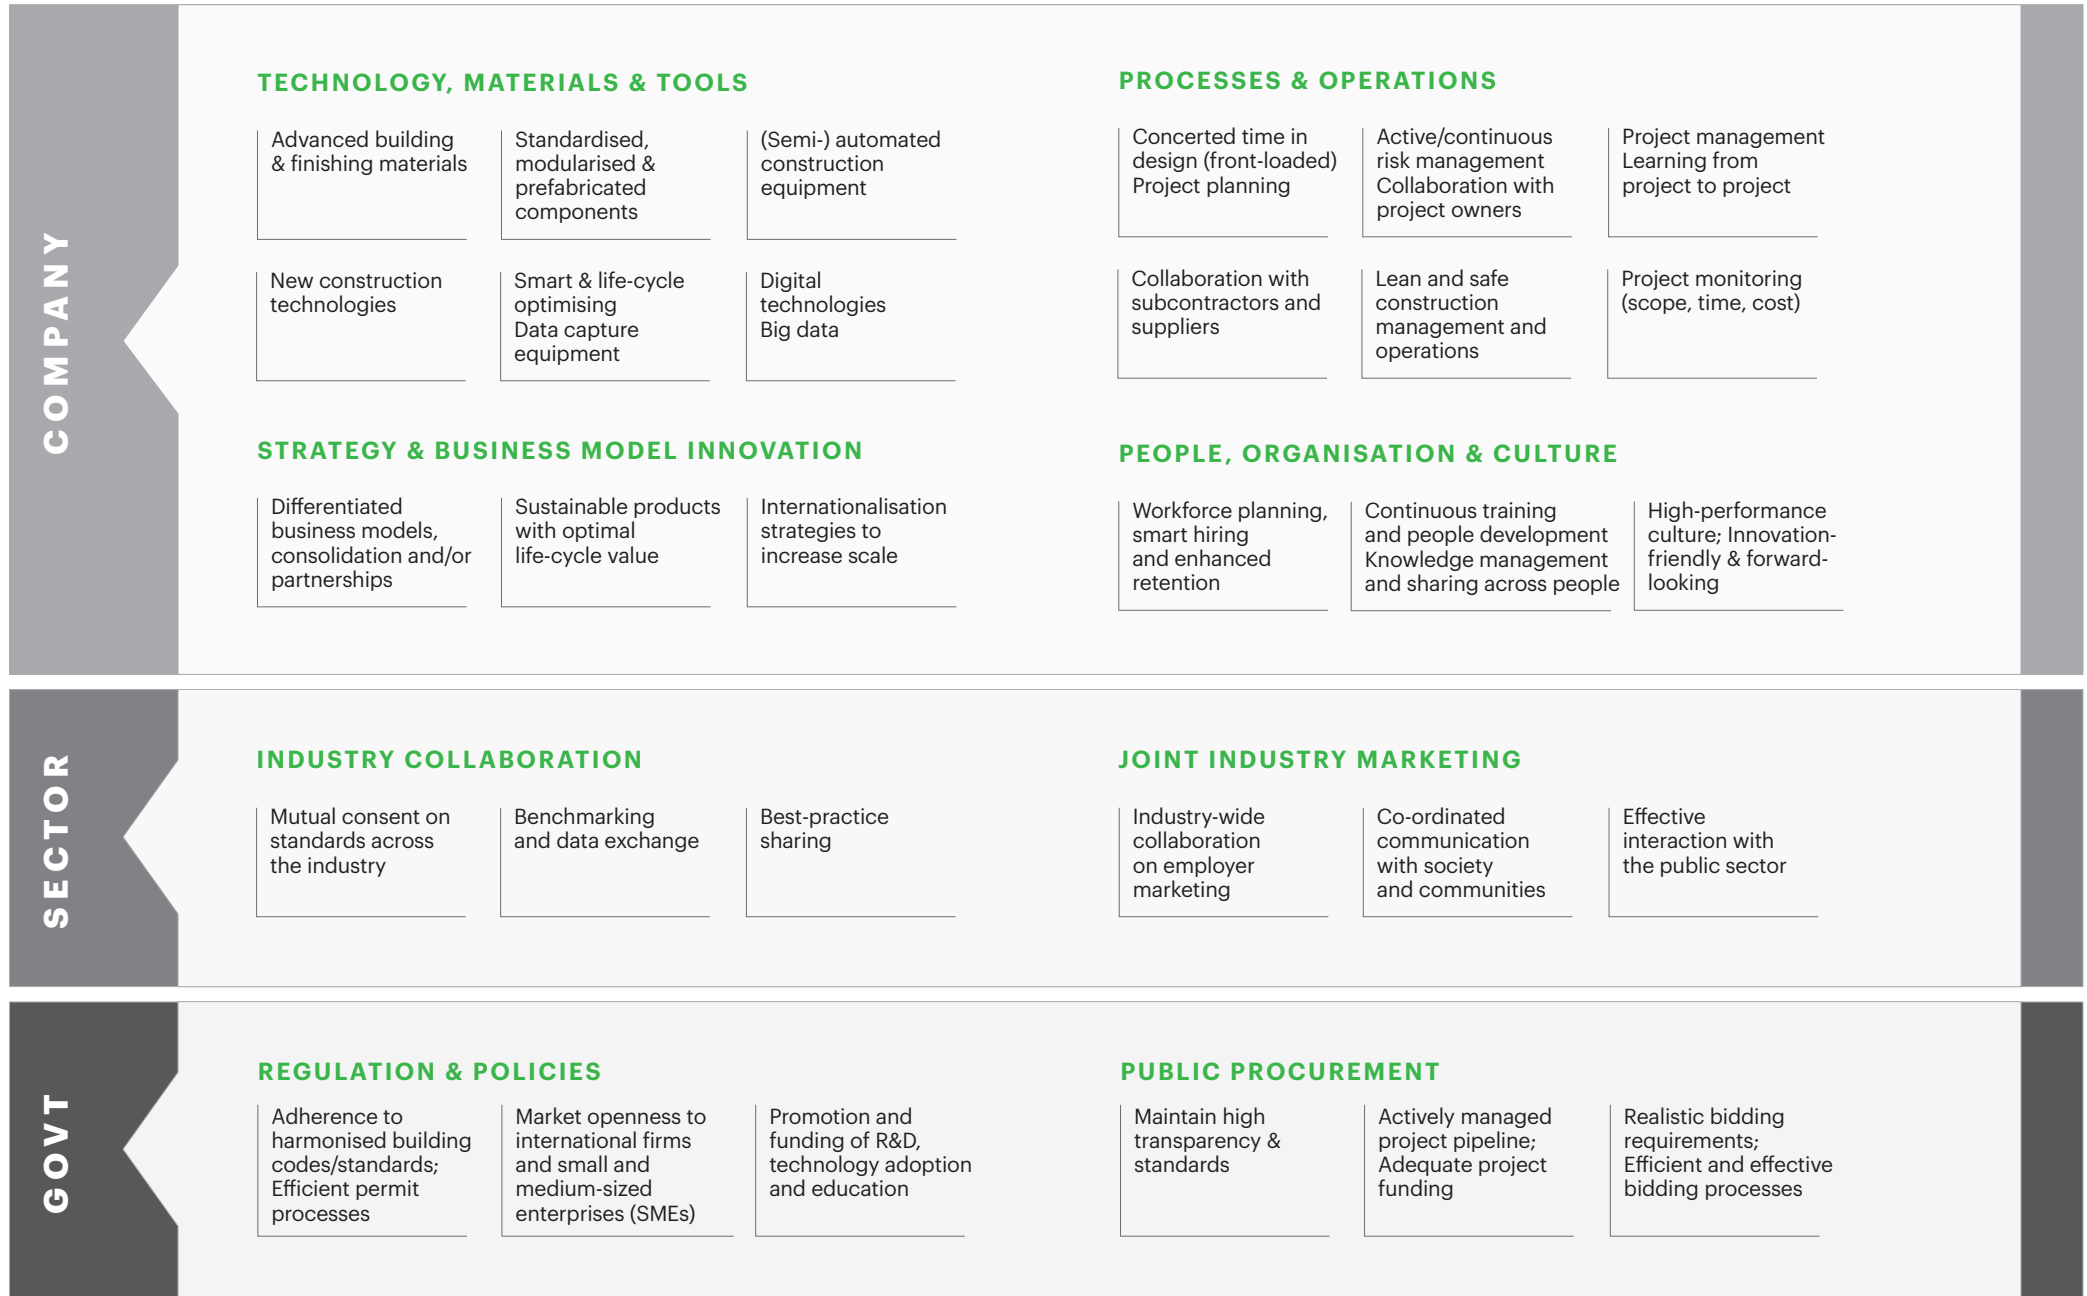 COMPANY
TECHNOLOGY, MATERIALS & TOOLS
Advanced building
& finishing materials
Standardised,
modularised &
prefabricated
components
(Semi-) automated
construction
equipment
New construction
technologies
Smart & life-cycle
optimising
Data capture
equipment
Digital
technologies
Big data
PROCESSES & OPERATIONS
Concerted time in
design (front-loaded)
Project planning
Active/continuous
risk management
Collaboration with
project owners
Project management
Learning from
project to project
Collaboration with
subcontractors and
suppliers
Lean and safe
construction
management and
operations
Project monitoring
(scope, time, cost)
STRATEGY & BUSINESS MODEL INNOVATION
Differentiated
business models,
consolidation and/or
partnerships
Sustainable products
with optimal
life-cycle value
Internationalisation
strategies to
increase scale
PEOPLE, ORGANISATION & CULTURE
Workforce planning,
smart hiring
and enhanced
retention
Continuous training
and people development
Knowledge management
and sharing across people
High-performance
culture; Innovation-
friendly & forward-
looking
SECTOR
INDUSTRY COLLABORATION
Mutual consent on
standards across
the industry
Benchmarking
and data exchange
Best-practice
sharing
JOINT INDUSTRY MARKETING
Industry-wide
collaboration
on employer
marketing
Co-ordinated
communication
with society
and communities
Effective
interaction with
the public sector
GOVT
REGULATION & POLICIES
Adherence to
harmonised building
codes/standards;
Efficient permit
processes
Market openness to
international firms
and small and
medium-sized
enterprises (SMEs)
Promotion and
funding of R&D,
technology adoption
and education
PUBLIC PROCUREMENT
Maintain high
transparency &
standards
Actively managed
project pipeline;
Adequate project
funding
Realistic bidding
requirements;
Efficient and effective
bidding processes